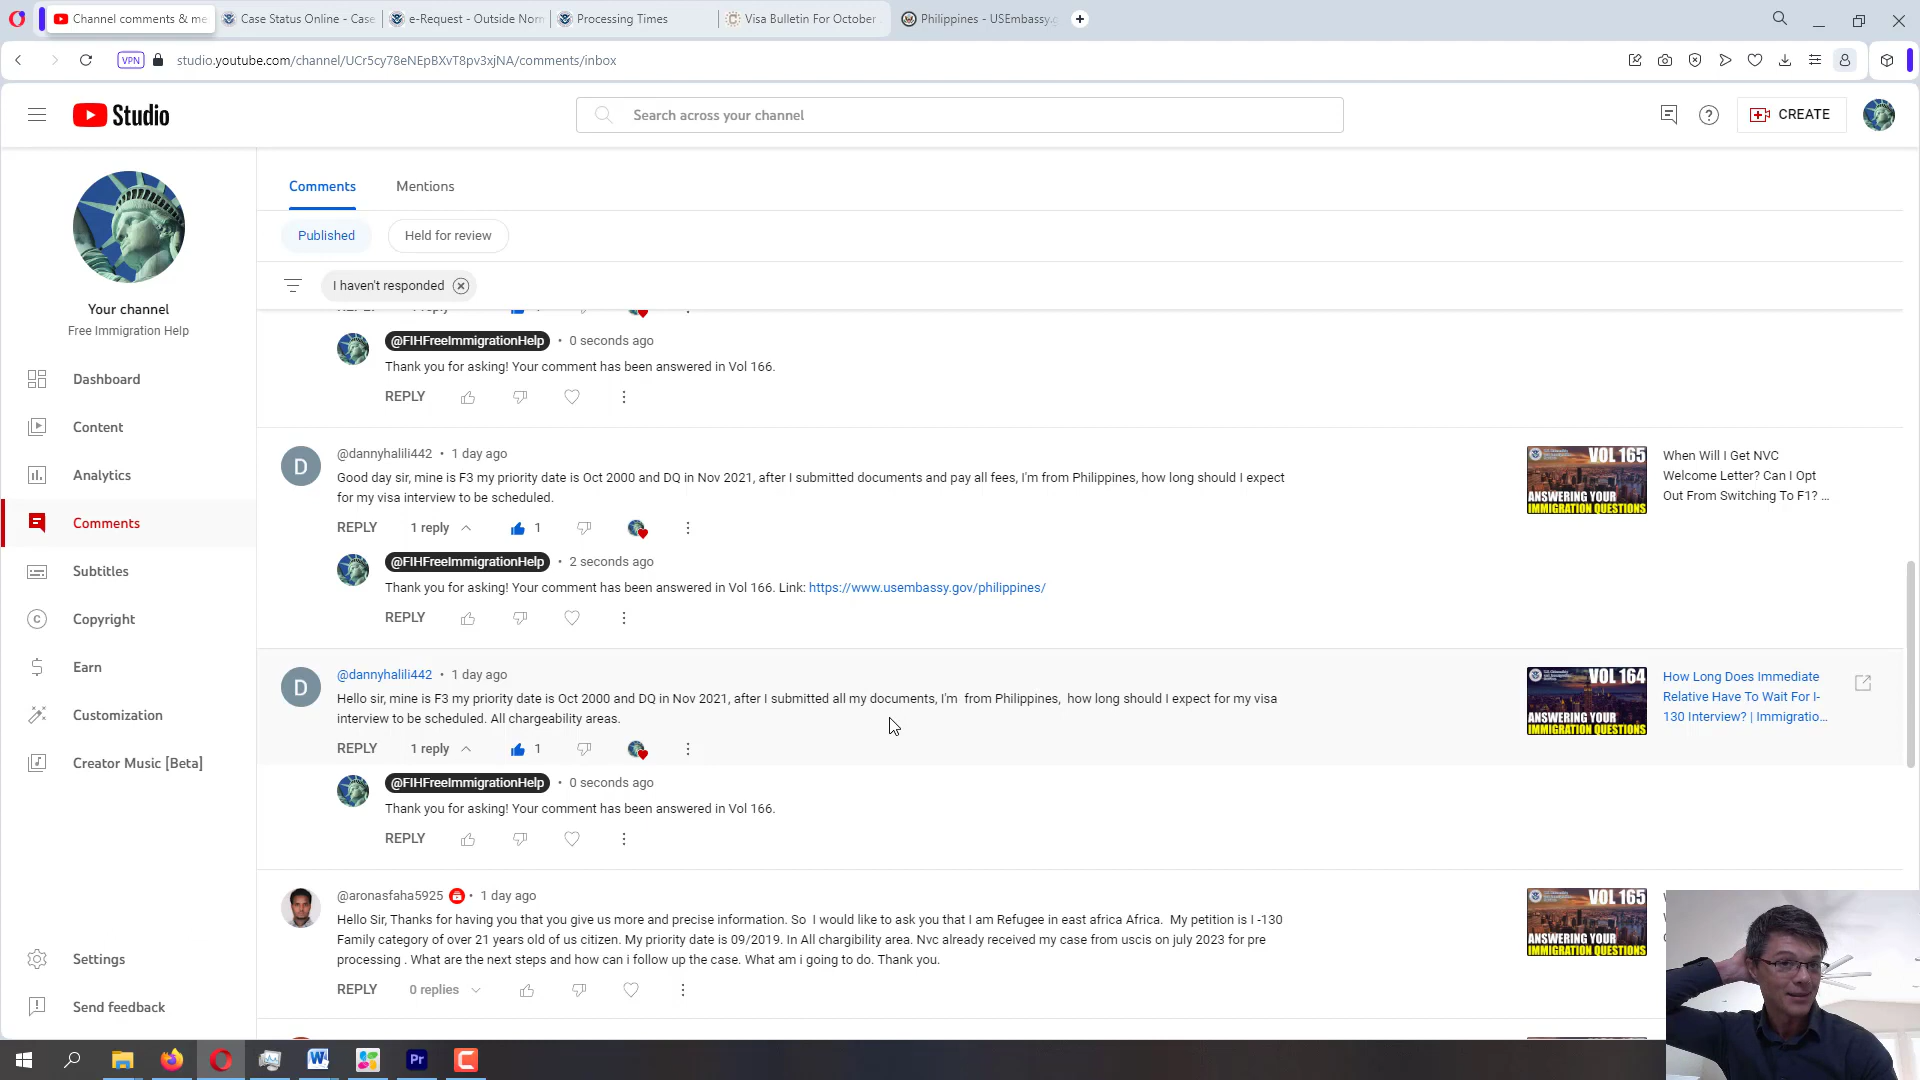 Channel comments & me
Case Status Online - Case
e-Request - Outside Nor
Processing Times
Visa Bulletin For October
Philippines - USEmbassy.g
VPN
studio.youtube.com/channel/UCr5cy78eNEpBXvT8pv3xjNA/comments/inbox
Studio
Search across your channel
CREATE
Your channel
Free Immigration Help
Dashboard
Content
Analytics
Comments
Subtitles
Copyright
Earn
Customization
Creator Music [Beta]
Settings
Send feedback
Comments
Mentions
Published
Held for review
I haven't responded
REPLY 1 reply
@FIHFreeImmigrationHelp • 0 seconds ago
Thank you for asking! Your comment has been answered in Vol 166.
REPLY
D
@dannyhalili442 • 1 day ago
Good day sir, mine is F3 my priority date is Oct 2000 and DQ in Nov 2021, after I submitted documents and pay all fees, I'm from Philippines, how long should I expect
for my visa interview to be scheduled.
REPLY 1 reply 1
VOL 165
ANSWERING YOUR
IMMIGRATION QUESTIONS
When Will I Get NVC
Welcome Letter? Can I Opt
Out From Switching To F1? ...
@FIHFreeImmigrationHelp • 2 seconds ago
Thank you for asking! Your comment has been answered in Vol 166. Link: https://www.usembassy.gov/philippines/
REPLY
D
@dannyhalili442 • 1 day ago
Hello sir, mine is F3 my priority date is Oct 2000 and DQ in Nov 2021, after I submitted all my documents, I'm from Philippines, how long should I expect for my visa
interview to be scheduled. All chargeability areas.
REPLY 1 reply 1
VOL 164
ANSWERING YOUR
IMMIGRATION QUESTIONS
How Long Does Immediate
Relative Have To Wait For I-
130 Interview? | Immigratio...
@FIHFreeImmigrationHelp • 0 seconds ago
Thank you for asking! Your comment has been answered in Vol 166.
REPLY
@aronasfaha5925 • 1 day ago
Hello Sir, Thanks for having you that you give us more and precise information. So I would like to ask you that I am Refugee in east africa Africa. My petition is I -130
Family category of over 21 years old of us citizen. My priority date is 09/2019. In All chargibility area. Nvc already received my case from uscis on july 2023 for pre
processing . What are the next steps and how can i follow up the case. What am i going to do. Thank you.
REPLY 0 replies
VOL 165
ANSWERING YOUR
IMMIGRATION QUESTIONS
W
Pr
C